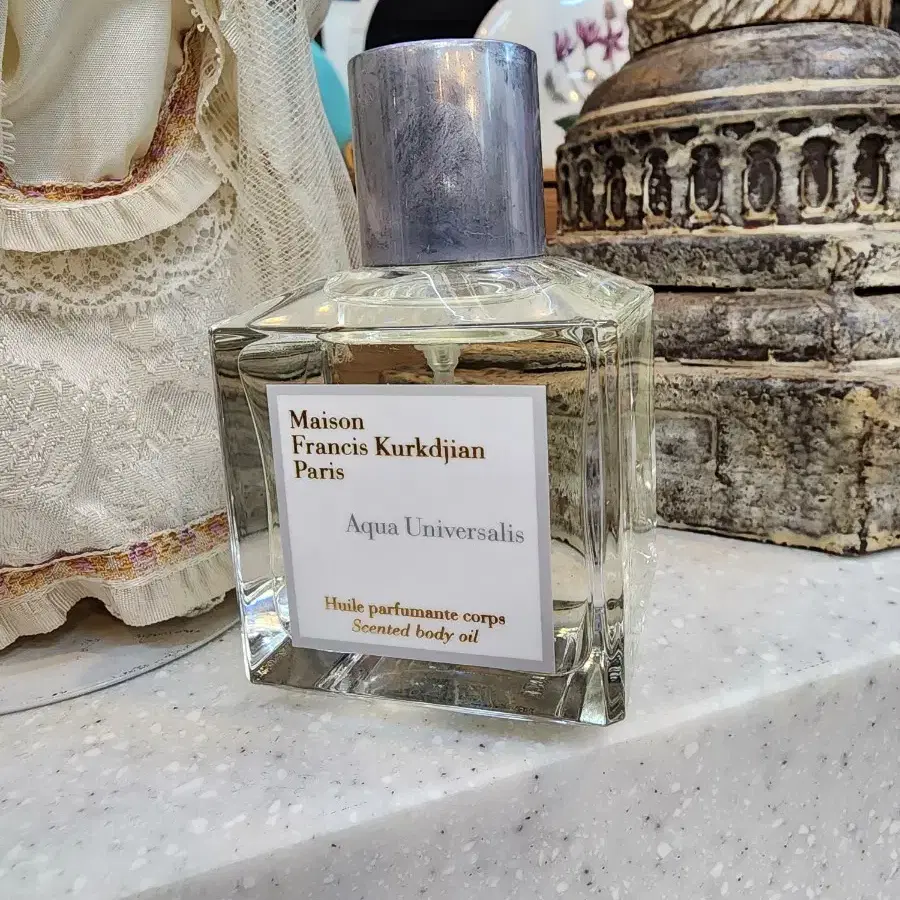 Maison
Francis Kurkdjian
Paris
Aqua Universalis
Huile parfumante corps
Scented body oil